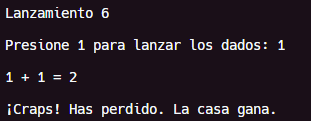 Lanzamiento 6
Presione 1 para lanzar los dados: 1
1 + 1 = 2
¡Craps! Has perdido. La casa gana.